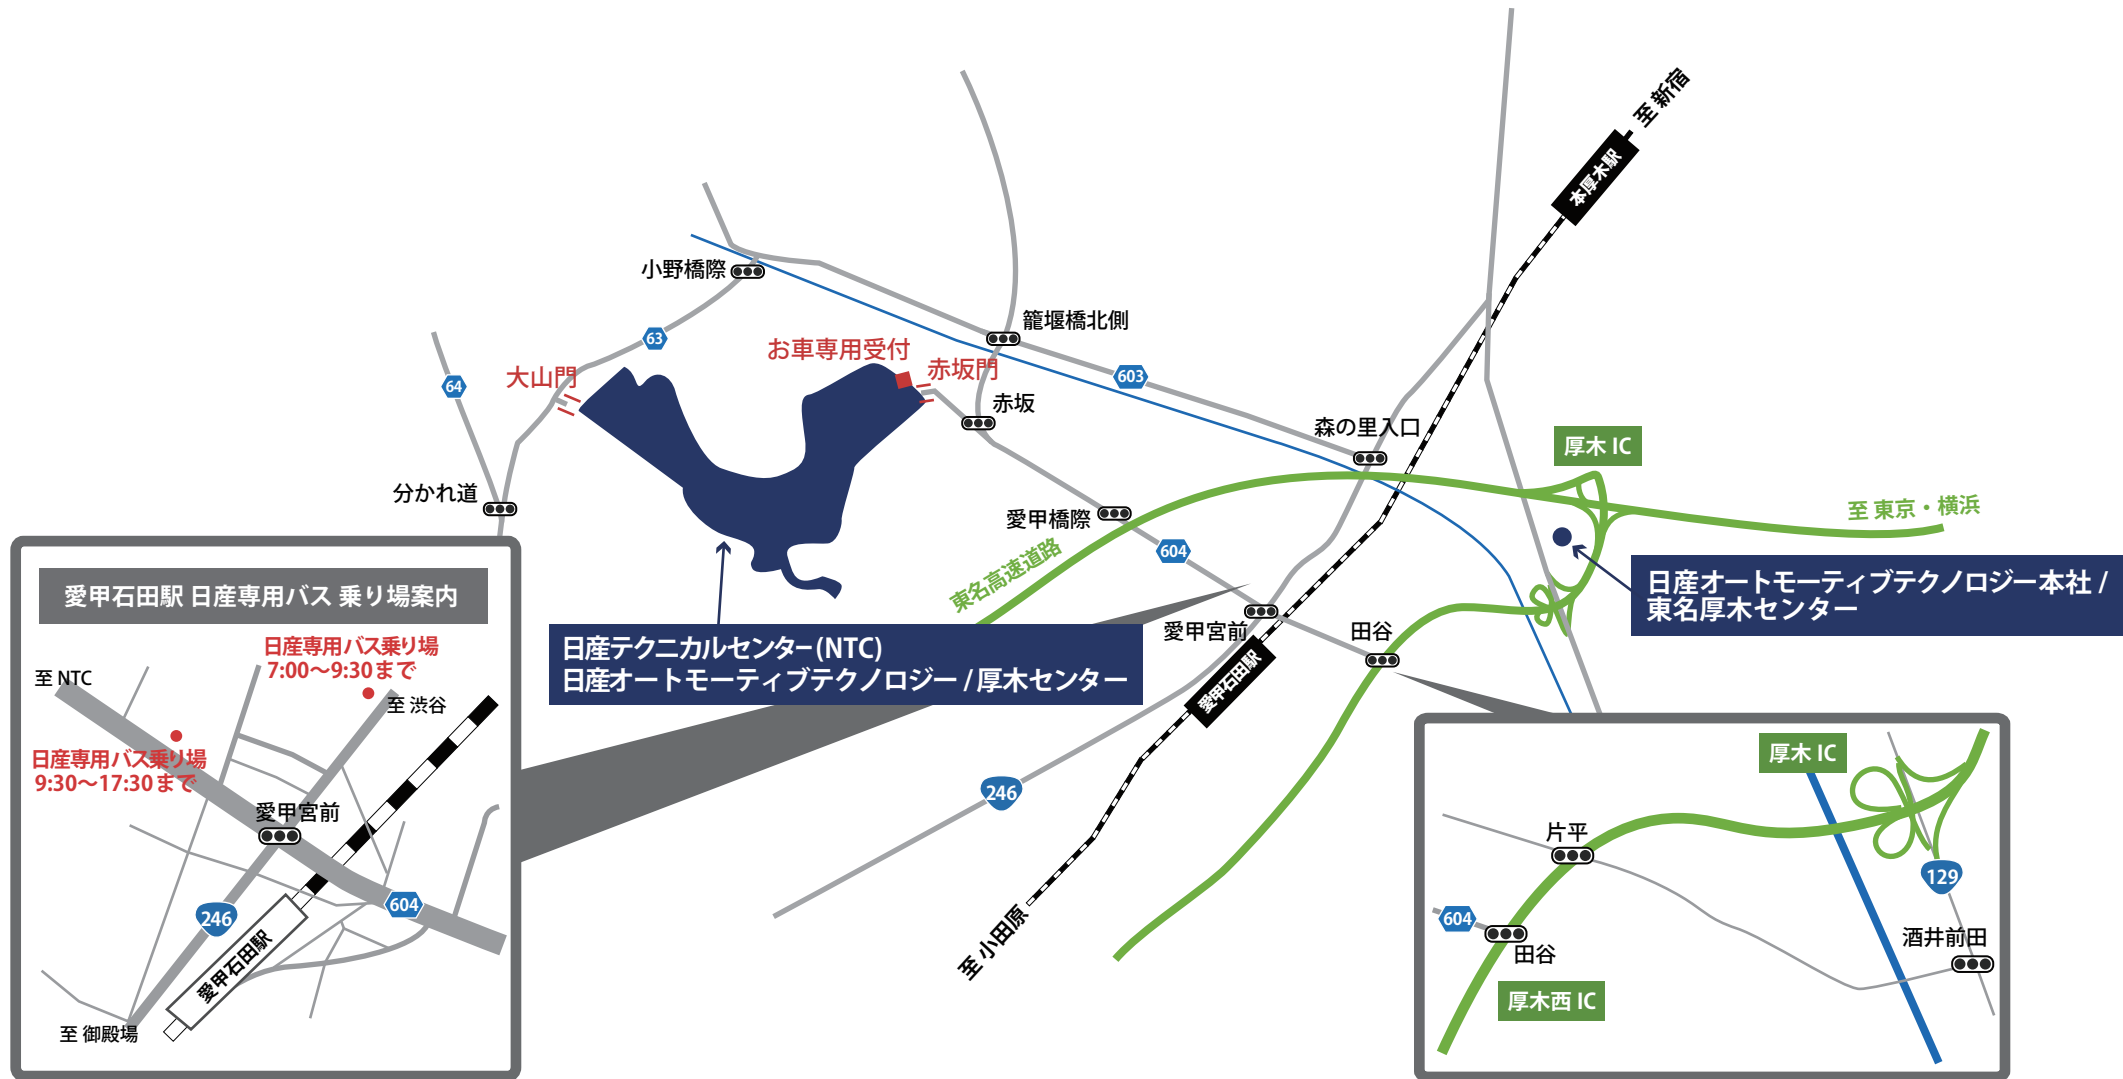 至 新宿
本厚木駅
小野橋際
籠堰橋北側
63
お車専用受付
赤坂門
大山門
64
603
赤坂
森の里入口
厚木 IC
分かれ道
愛甲橋際
至 東京・横浜
604
東名高速道路
日産オートモーティブテクノロジー本社 /
東名厚木センター
愛甲宮前
田谷
日産テクニカルセンター(NTC)
日産オートモーティブテクノロジー / 厚木センター
愛甲石田駅
246
至 小田原
愛甲石田駅 日産専用バス 乗り場案内
日産専用バス乗り場
7:00〜9:30まで
至 NTC
至 渋谷
日産専用バス乗り場
9:30〜17:30まで
愛甲宮前
604
246
愛甲石田駅
至 御殿場
厚木 IC
片平
129
604
田谷
酒井前田
厚木西 IC